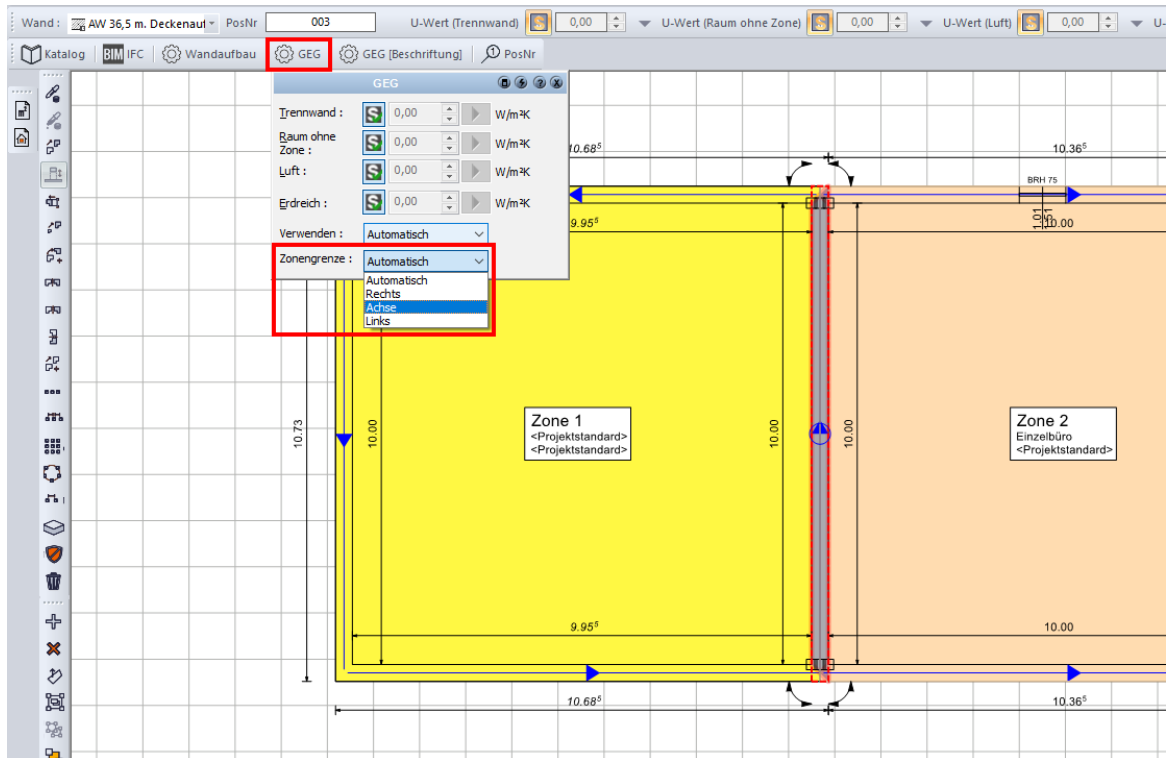 Wand : AW 36,5 m. Deckenauf PosNr 003 U-Wert (Trennwand) 0,00 U-Wert (Raum ohne Zone) 0,00 U-Wert (Luft) 0,00 U-
Katalog BIM IFC Wandaufbau GEG GEG [Beschriftung] PosNr
GEG
Trennwand : 0,00 W/m²K
Raum ohne
Zone : 0,00 W/m²K
Luft : 0,00 W/m²K
Erdreich : 0,00 W/m²K
Verwenden : Automatisch
Zonengrenze : Automatisch
Automatisch
Rechts
Achse
Links
10.68⁵
10.36⁵
BRH 75
1.01
1.51
9.95⁵
10.00
10.73
10.00
Zone 1
<Projektstandard>
<Projektstandard>
10.00
10.00
Zone 2
Einzelbüro
<Projektstandard>
9.95⁵
10.00
10.68⁵
10.36⁵